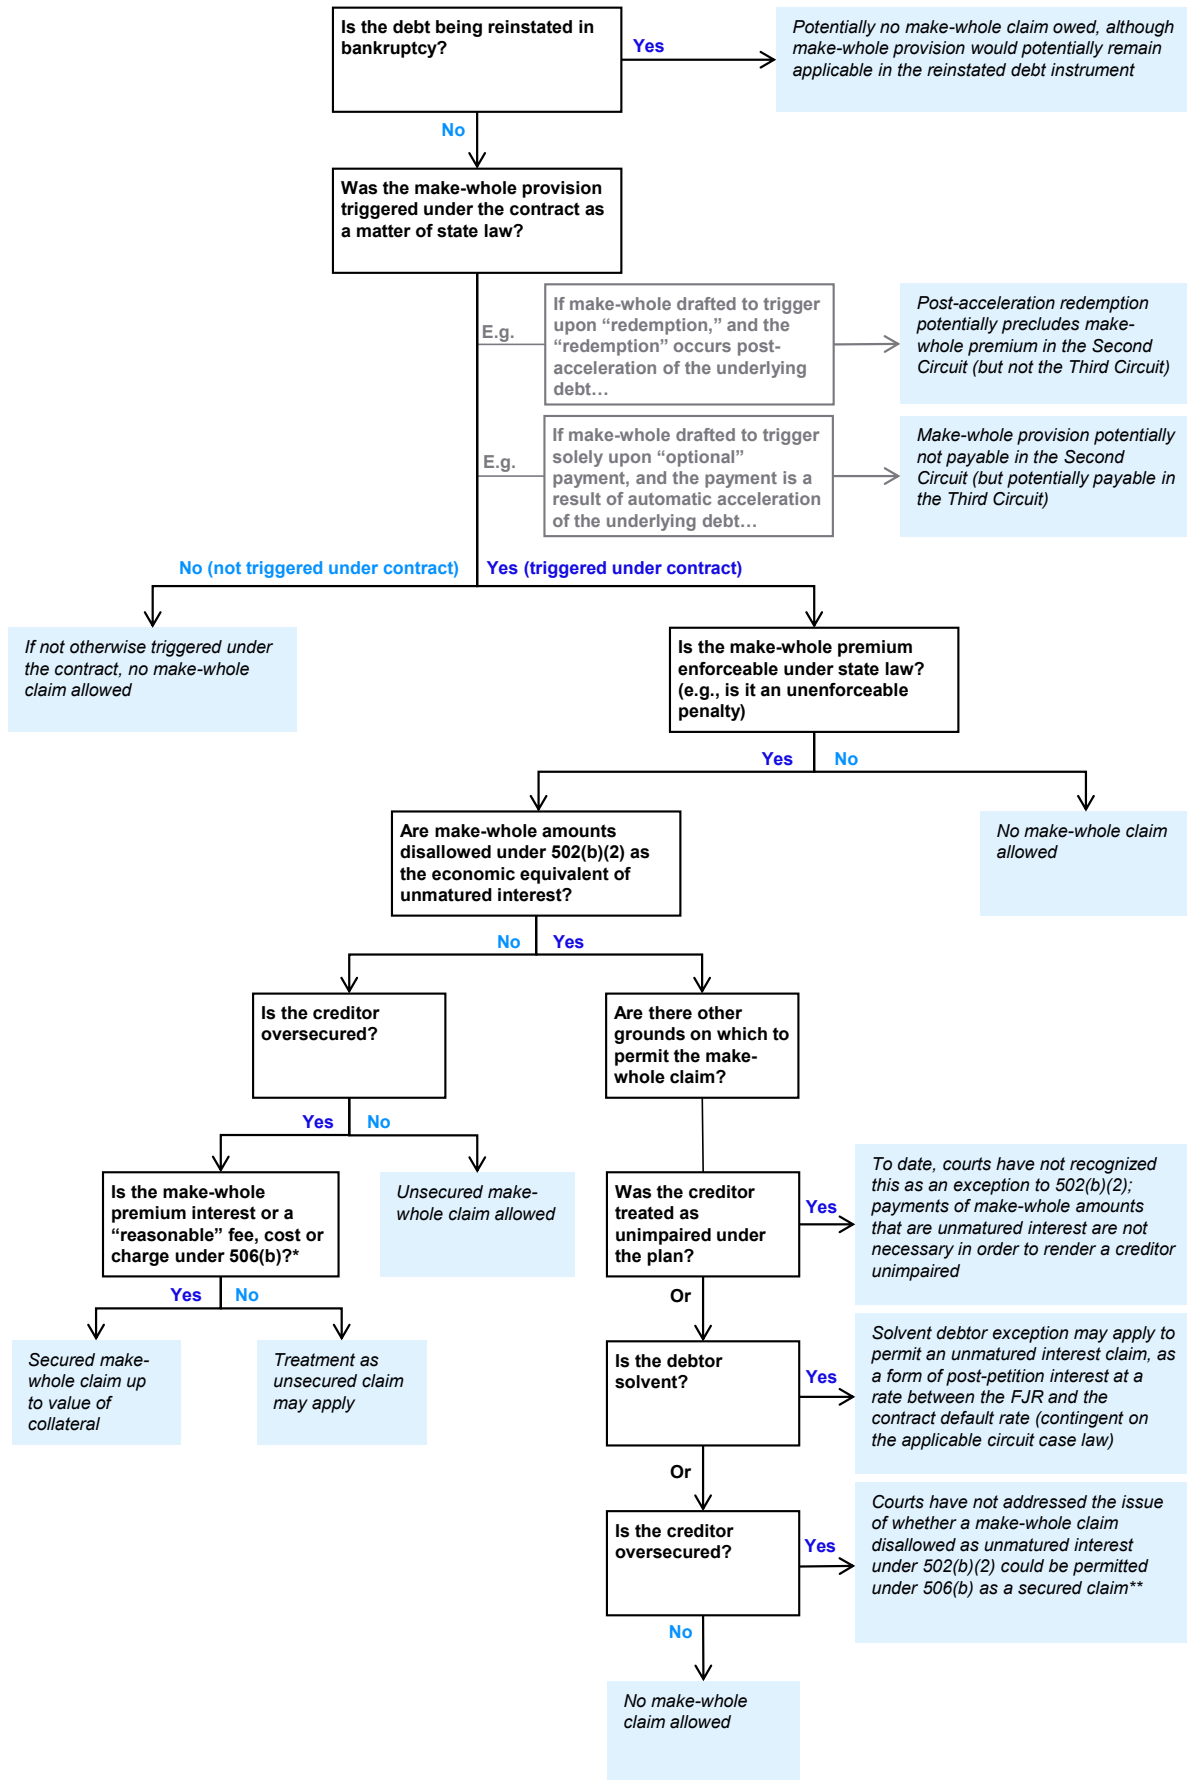 Is the debt being reinstated in
bankruptcy?
Yes
Potentially no make-whole claim owed, although
make-whole provision would potentially remain
applicable in the reinstated debt instrument
No
Was the make-whole provision
triggered under the contract as
a matter of state law?
E.g.
If make-whole drafted to trigger
upon “redemption,” and the
“redemption” occurs post-
acceleration of the underlying
debt…
Post-acceleration redemption
potentially precludes make-
whole premium in the Second
Circuit (but not the Third Circuit)
E.g.
If make-whole drafted to trigger
solely upon “optional”
payment, and the payment is a
result of automatic acceleration
of the underlying debt…
Make-whole provision potentially
not payable in the Second
Circuit (but potentially payable in
the Third Circuit)
No (not triggered under contract)
Yes (triggered under contract)
If not otherwise triggered under
the contract, no make-whole
claim allowed
Is the make-whole premium
enforceable under state law?
(e.g., is it an unenforceable
penalty)
Yes
No
Are make-whole amounts
disallowed under 502(b)(2) as
the economic equivalent of
unmatured interest?
No make-whole claim
allowed
No
Yes
Is the creditor
oversecured?
Are there other
grounds on which to
permit the make-
whole claim?
Yes
No
Is the make-whole
premium interest or a
“reasonable” fee, cost or
charge under 506(b)?*
Unsecured make-
whole claim allowed
Was the creditor
treated as
unimpaired under
the plan?
Yes
To date, courts have not recognized
this as an exception to 502(b)(2);
payments of make-whole amounts
that are unmatured interest are not
necessary in order to render a creditor
unimpaired
Yes
No
Or
Secured make-
whole claim up
to value of
collateral
Treatment as
unsecured claim
may apply
Is the debtor
solvent?
Yes
Solvent debtor exception may apply to
permit an unmatured interest claim, as
a form of post-petition interest at a
rate between the FJR and the
contract default rate (contingent on
the applicable circuit case law)
Or
Is the creditor
oversecured?
Yes
Courts have not addressed the issue
of whether a make-whole claim
disallowed as unmatured interest
under 502(b)(2) could be permitted
under 506(b) as a secured claim**
No
No make-whole
claim allowed